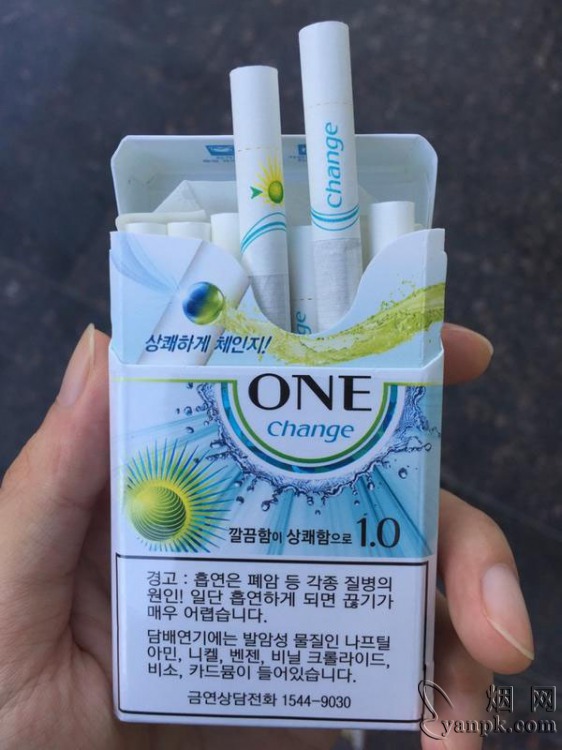 change
change
상쾌하게 체인지!
ONE
change
깔끔함이 상쾌함으로 1.0
경고 : 흡연은 폐암 등 각종 질병의
원인! 일단 흡연하게 되면 끊기가
매우 어렵습니다.
담배연기에는 발암성 물질인 나프틸
아민, 니켈, 벤젠, 비닐 크롤라이드,
비소, 카드뮴이 들어있습니다.
금연상담전화 1544-9030
烟 网
yanpk.com